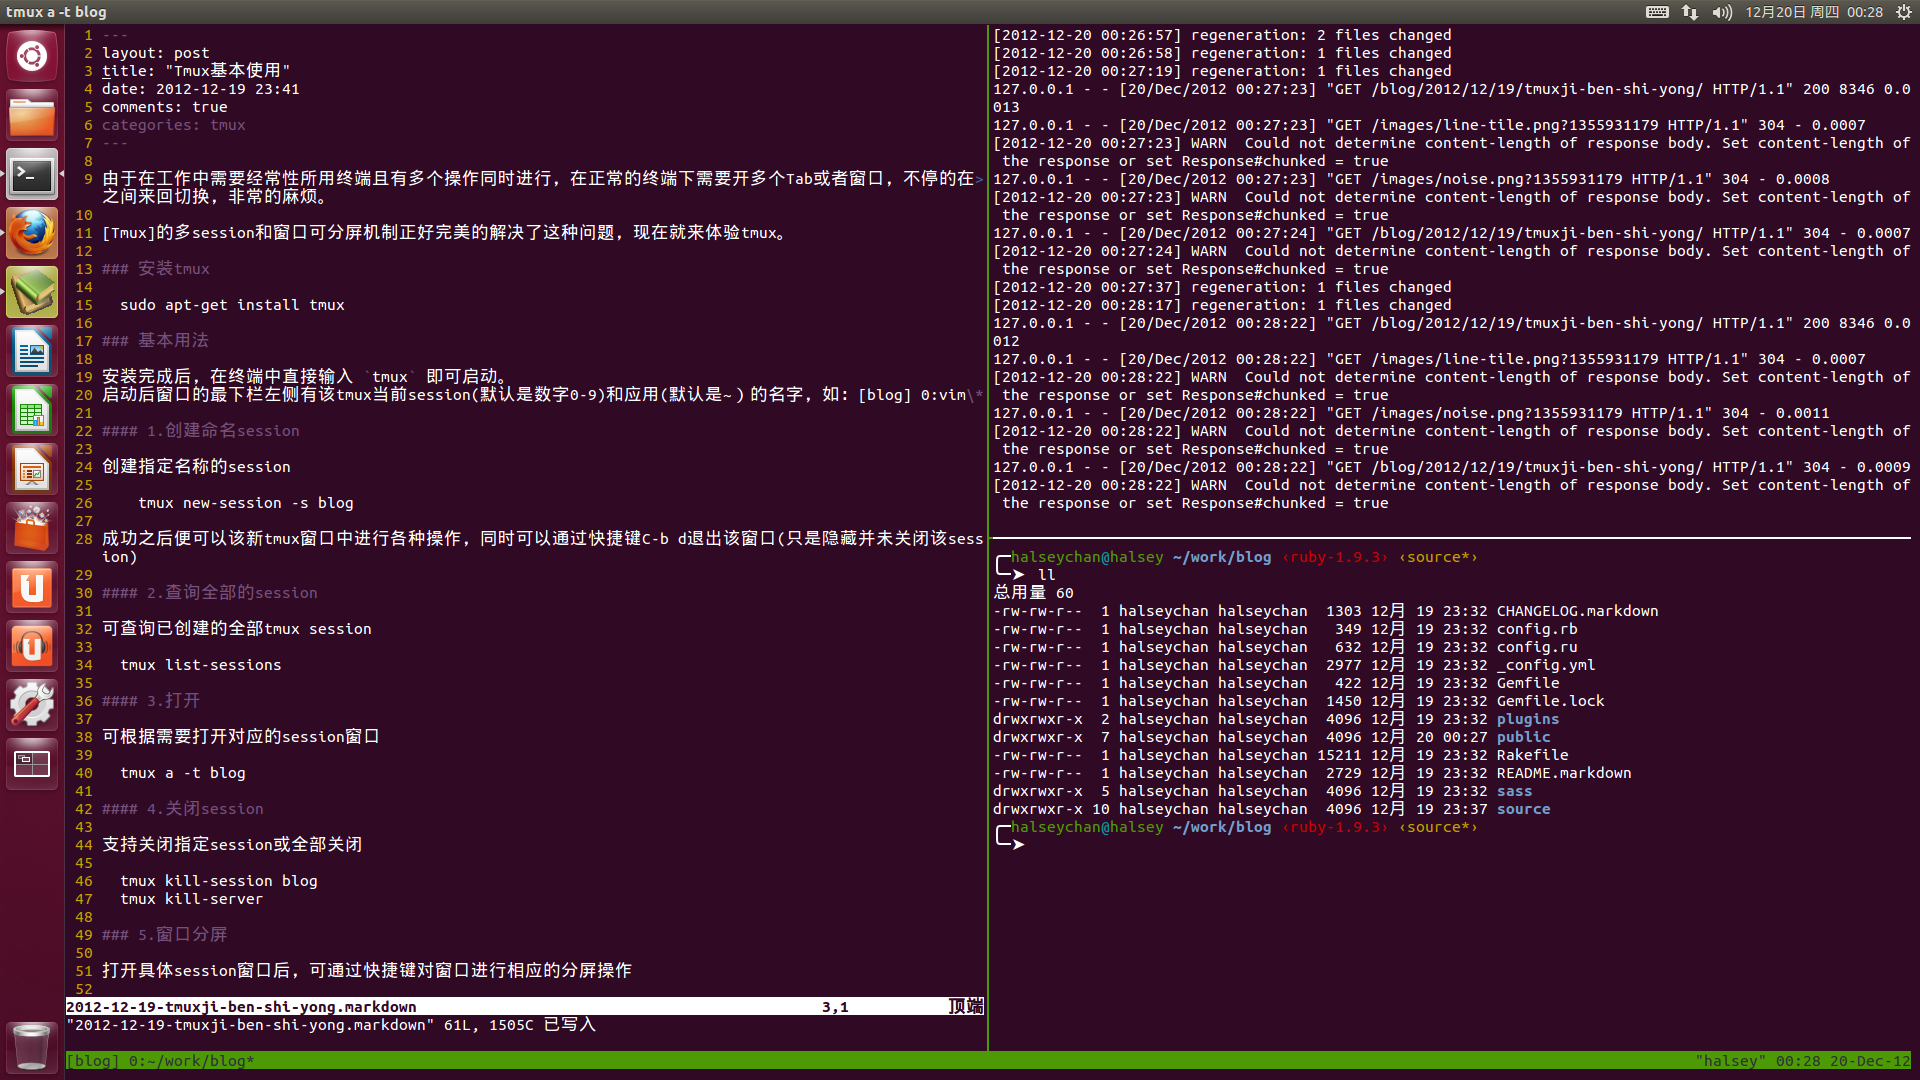 tmux a -t blog
12月20日 周四 00:28
1 ---
2 layout: post
3 title: "Tmux基本使用"
4 date: 2012-12-19 23:41
5 comments: true
6 categories: tmux
7 ---
8
9 由于在工作中需要经常性所用终端且有多个操作同时进行，在正常的终端下需要开多个Tab或者窗口，不停的在>
之间来回切换，非常的麻烦。
10
11 [Tmux]的多session和窗口可分屏机制正好完美的解决了这种问题，现在就来体验tmux。
12
13 ### 安装tmux
14
15 sudo apt-get install tmux
16
17 ### 基本用法
18
19 安装完成后，在终端中直接输入 `tmux` 即可启动。
20 启动后窗口的最下栏左侧有该tmux当前session(默认是数字0-9)和应用(默认是~）的名字，如：[blog] 0:vim\*
21
22 #### 1.创建命名session
23
24 创建指定名称的session
25
26 tmux new-session -s blog
27
28 成功之后便可以该新tmux窗口中进行各种操作，同时可以通过快捷键C-b d退出该窗口(只是隐藏并未关闭该sess
ion)
29
30 #### 2.查询全部的session
31
32 可查询已创建的全部tmux session
33
34 tmux list-sessions
35
36 #### 3.打开
37
38 可根据需要打开对应的session窗口
39
40 tmux a -t blog
41
42 #### 4.关闭session
43
44 支持关闭指定session或全部关闭
45
46 tmux kill-session blog
47 tmux kill-server
48
49 ### 5.窗口分屏
50
51 打开具体session窗口后，可通过快捷键对窗口进行相应的分屏操作
52
2012-12-19-tmuxji-ben-shi-yong.markdown 3,1 顶端
"2012-12-19-tmuxji-ben-shi-yong.markdown" 61L, 1505C 已写入
[2012-12-20 00:26:57] regeneration: 2 files changed
[2012-12-20 00:26:58] regeneration: 1 files changed
[2012-12-20 00:27:19] regeneration: 1 files changed
127.0.0.1 - - [20/Dec/2012 00:27:23] "GET /blog/2012/12/19/tmuxji-ben-shi-yong/ HTTP/1.1" 200 8346 0.0
013
127.0.0.1 - - [20/Dec/2012 00:27:23] "GET /images/line-tile.png?1355931179 HTTP/1.1" 304 - 0.0007
[2012-12-20 00:27:23] WARN  Could not determine content-length of response body. Set content-length of
the response or set Response#chunked = true
127.0.0.1 - - [20/Dec/2012 00:27:23] "GET /images/noise.png?1355931179 HTTP/1.1" 304 - 0.0008
[2012-12-20 00:27:23] WARN  Could not determine content-length of response body. Set content-length of
the response or set Response#chunked = true
127.0.0.1 - - [20/Dec/2012 00:27:24] "GET /blog/2012/12/19/tmuxji-ben-shi-yong/ HTTP/1.1" 304 - 0.0007
[2012-12-20 00:27:24] WARN  Could not determine content-length of response body. Set content-length of
the response or set Response#chunked = true
[2012-12-20 00:27:37] regeneration: 1 files changed
[2012-12-20 00:28:17] regeneration: 1 files changed
127.0.0.1 - - [20/Dec/2012 00:28:22] "GET /blog/2012/12/19/tmuxji-ben-shi-yong/ HTTP/1.1" 200 8346 0.0
012
127.0.0.1 - - [20/Dec/2012 00:28:22] "GET /images/line-tile.png?1355931179 HTTP/1.1" 304 - 0.0007
[2012-12-20 00:28:22] WARN  Could not determine content-length of response body. Set content-length of
the response or set Response#chunked = true
127.0.0.1 - - [20/Dec/2012 00:28:22] "GET /images/noise.png?1355931179 HTTP/1.1" 304 - 0.0011
[2012-12-20 00:28:22] WARN  Could not determine content-length of response body. Set content-length of
the response or set Response#chunked = true
127.0.0.1 - - [20/Dec/2012 00:28:22] "GET /blog/2012/12/19/tmuxji-ben-shi-yong/ HTTP/1.1" 304 - 0.0009
[2012-12-20 00:28:22] WARN  Could not determine content-length of response body. Set content-length of
the response or set Response#chunked = true
╭─halseychan@halsey ~/work/blog ‹ruby-1.9.3› ‹source*›
╰─➤ ll
总用量 60
-rw-rw-r--  1 halseychan halseychan  1303 12月 19 23:32 CHANGELOG.markdown
-rw-rw-r--  1 halseychan halseychan   349 12月 19 23:32 config.rb
-rw-rw-r--  1 halseychan halseychan   632 12月 19 23:32 config.ru
-rw-rw-r--  1 halseychan halseychan  2977 12月 19 23:32 _config.yml
-rw-rw-r--  1 halseychan halseychan   422 12月 19 23:32 Gemfile
-rw-rw-r--  1 halseychan halseychan  1450 12月 19 23:32 Gemfile.lock
drwxrwxr-x  2 halseychan halseychan  4096 12月 19 23:32 plugins
drwxrwxr-x  7 halseychan halseychan  4096 12月 20 00:27 public
-rw-rw-r--  1 halseychan halseychan 15211 12月 19 23:32 Rakefile
-rw-rw-r--  1 halseychan halseychan  2729 12月 19 23:32 README.markdown
drwxrwxr-x  5 halseychan halseychan  4096 12月 19 23:32 sass
drwxrwxr-x 10 halseychan halseychan  4096 12月 19 23:37 source
╭─halseychan@halsey ~/work/blog ‹ruby-1.9.3› ‹source*›
╰─➤
[blog] 0:~/work/blog* "halsey" 00:28 20-Dec-12